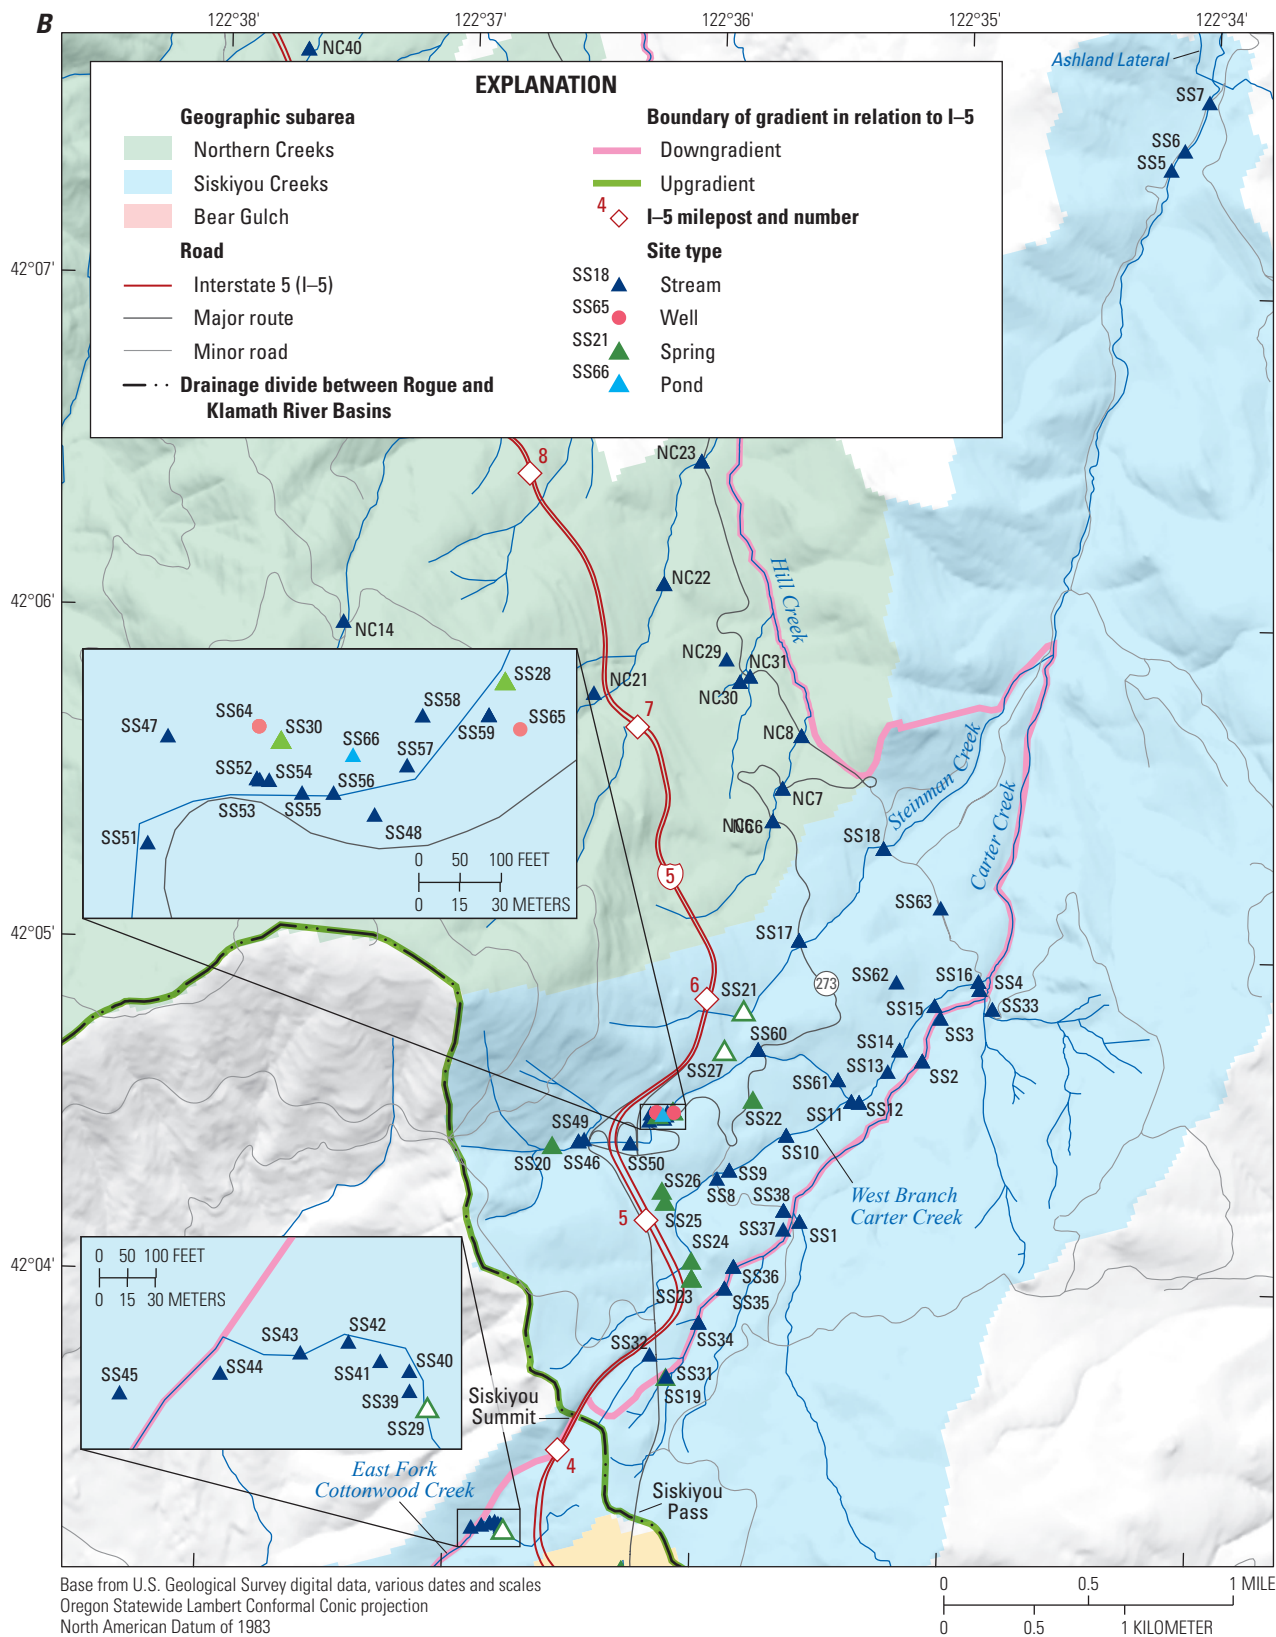 B
122°38'
122°37'
122°36'
122°35'
122°34'
NC40
Ashland Lateral
SS7
SS6
SS5
EXPLANATION
Geographic subarea
Northern Creeks
Siskiyou Creeks
Bear Gulch
Road
Interstate 5 (I–5)
Major route
Minor road
Drainage divide between Rogue and
Klamath River Basins
Boundary of gradient in relation to I–5
Downgradient
Upgradient
4
I–5 milepost and number
Site type
SS18
Stream
SS65
Well
SS21
Spring
SS66
Pond
42°07'
42°06'
42°05'
42°04'
8
NC23
NC22
Hill Creek
NC14
NC29
NC31
NC30
NC21
7
NC8
NC7
NC6
Steinman Creek
Carter Creek
SS18
5
SS63
SS17
273
SS62
SS16
SS4
SS33
SS15
SS3
6
SS21
SS60
SS27
SS14
SS13
SS2
SS61
SS11
SS12
SS22
SS10
SS49
SS20
SS46
SS50
SS9
SS8
West Branch
Carter Creek
SS26
SS25
SS38
SS37
SS1
5
SS24
SS23
SS36
SS35
SS34
SS32
SS31
SS19
Siskiyou
Summit
4
Siskiyou
Pass
East Fork
Cottonwood Creek
SS28
SS58
SS47
SS64
SS30
SS66
SS59
SS65
SS57
SS52
SS54
SS56
SS53
SS55
SS48
SS51
0 50 100 FEET
0 15 30 METERS
0 50 100 FEET
0 15 30 METERS
SS42
SS43
SS44
SS41
SS40
SS45
SS39
SS29
Base from U.S. Geological Survey digital data, various dates and scales
Oregon Statewide Lambert Conformal Conic projection
North American Datum of 1983
0 0.5 1 MILE
0 0.5 1 KILOMETER